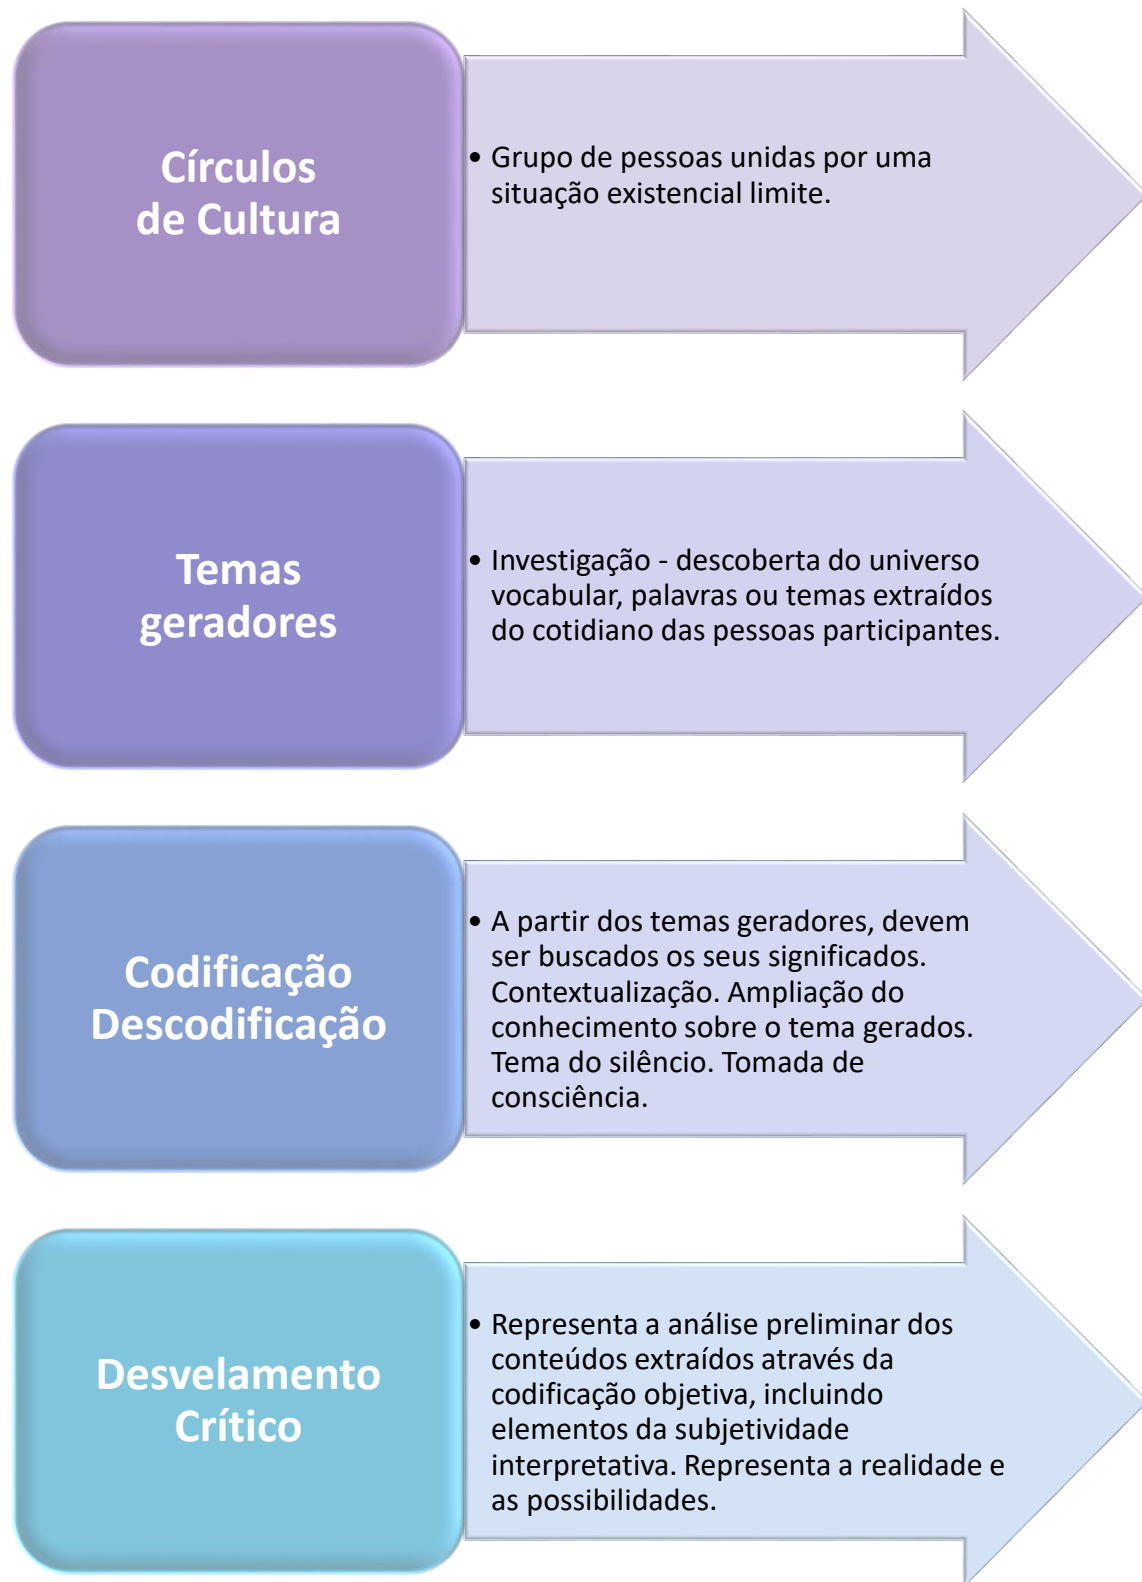 Círculos
de Cultura
• Grupo de pessoas unidas por uma
situação existencial limite.
Temas
geradores
• Investigação - descoberta do universo
vocabular, palavras ou temas extraídos
do cotidiano das pessoas participantes.
Codificação
Descodificação
• A partir dos temas geradores, devem
ser buscados os seus significados.
Contextualização. Ampliação do
conhecimento sobre o tema gerados.
Tema do silêncio. Tomada de
consciência.
Desvelamento
Crítico
• Representa a análise preliminar dos
conteúdos extraídos através da
codificação objetiva, incluindo
elementos da subjetividade
interpretativa. Representa a realidade e
as possibilidades.